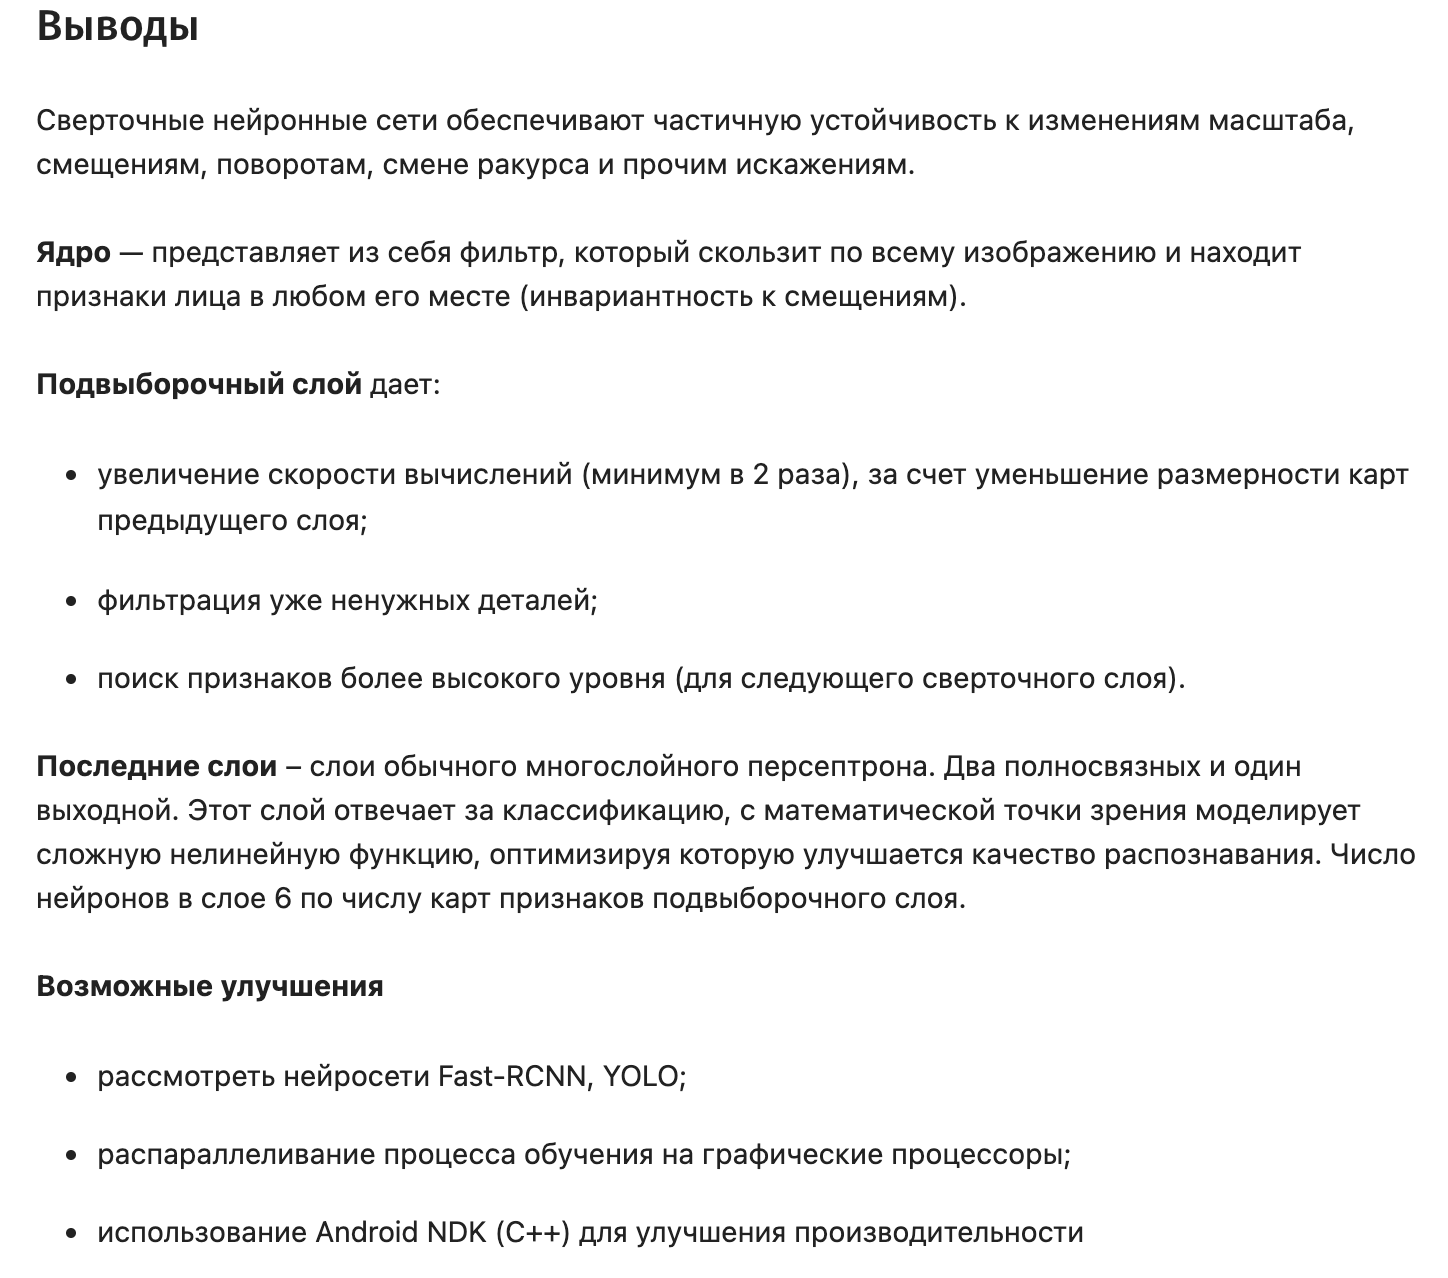 Выводы
Сверточные нейронные сети обеспечивают частичную устойчивость к изменениям масштаба,
смещениям, поворотам, смене ракурса и прочим искажениям.
Ядро — представляет из себя фильтр, который скользит по всему изображению и находит
признаки лица в любом его месте (инвариантность к смещениям).
Подвыборочный слой дает:
• увеличение скорости вычислений (минимум в 2 раза), за счет уменьшение размерности карт
предыдущего слоя;
• фильтрация уже ненужных деталей;
• поиск признаков более высокого уровня (для следующего сверточного слоя).
Последние слои – слои обычного многослойного персептрона. Два полносвязных и один
выходной. Этот слой отвечает за классификацию, с математической точки зрения моделирует
сложную нелинейную функцию, оптимизируя которую улучшается качество распознавания. Число
нейронов в слое 6 по числу карт признаков подвыборочного слоя.
Возможные улучшения
• рассмотреть нейросети Fast-RCNN, YOLO;
• распараллеливание процесса обучения на графические процессоры;
• использование Android NDK (C++) для улучшения производительности